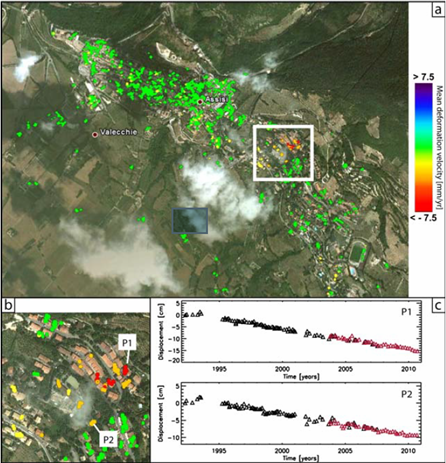 a
Assisi
Valecchie
> 7.5
Mean deformation velocity [mm/yr]
< - 7.5
b
P1
P2
c
P1
Displacement [cm]
5
0
-5
-10
-15
-20
1995 2000 2005 2010
Time [years]
P2
Displacement [cm]
5
0
-5
-10
1995 2000 2005 2010
Time [years]